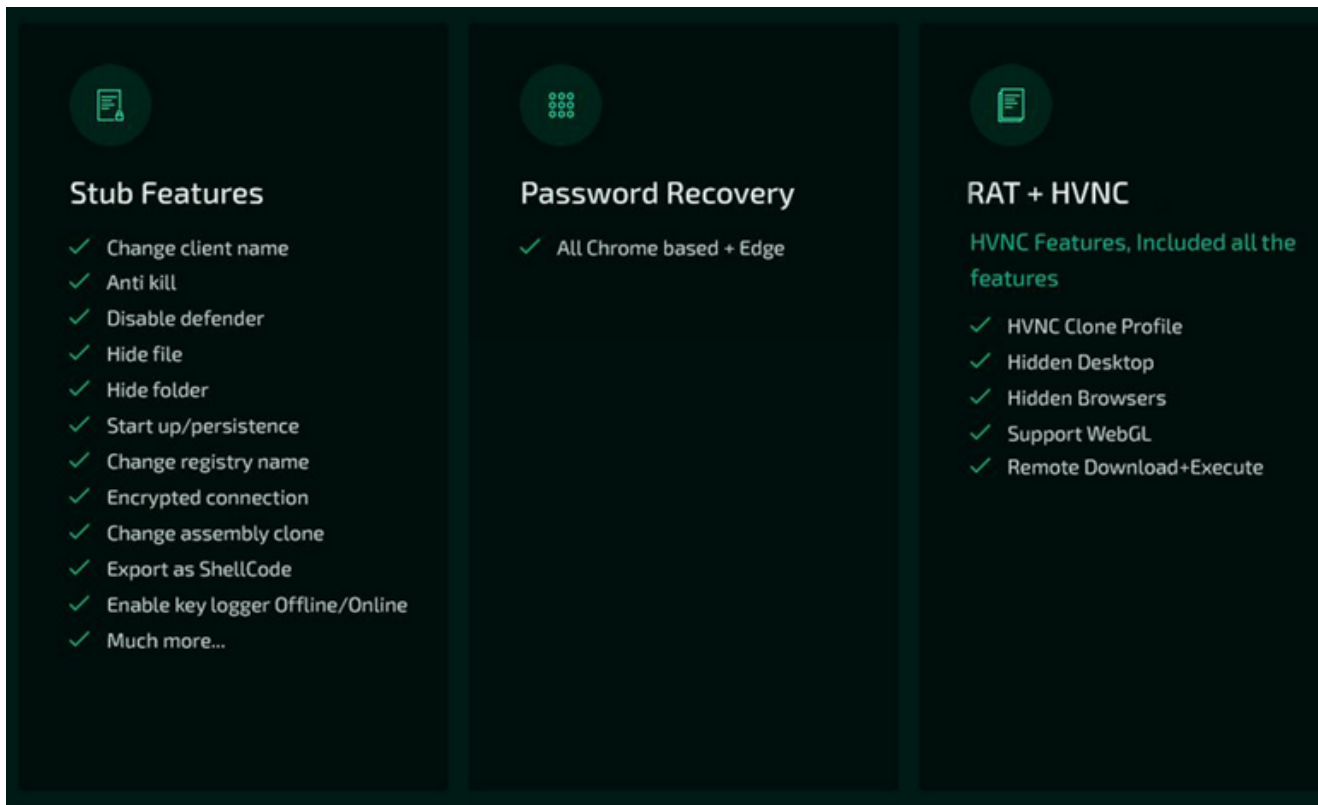 Stub Features
Change client name
Anti kill
Disable defender
Hide file
Hide folder
Start up/persistence
Change registry name
Encrypted connection
Change assembly clone
Export as ShellCode
Enable key logger Offline/Online
Much more...
Password Recovery
All Chrome based + Edge
RAT + HVNC
HVNC Features, Included all the
features
HVNC Clone Profile
Hidden Desktop
Hidden Browsers
Support WebGL
Remote Download+Execute